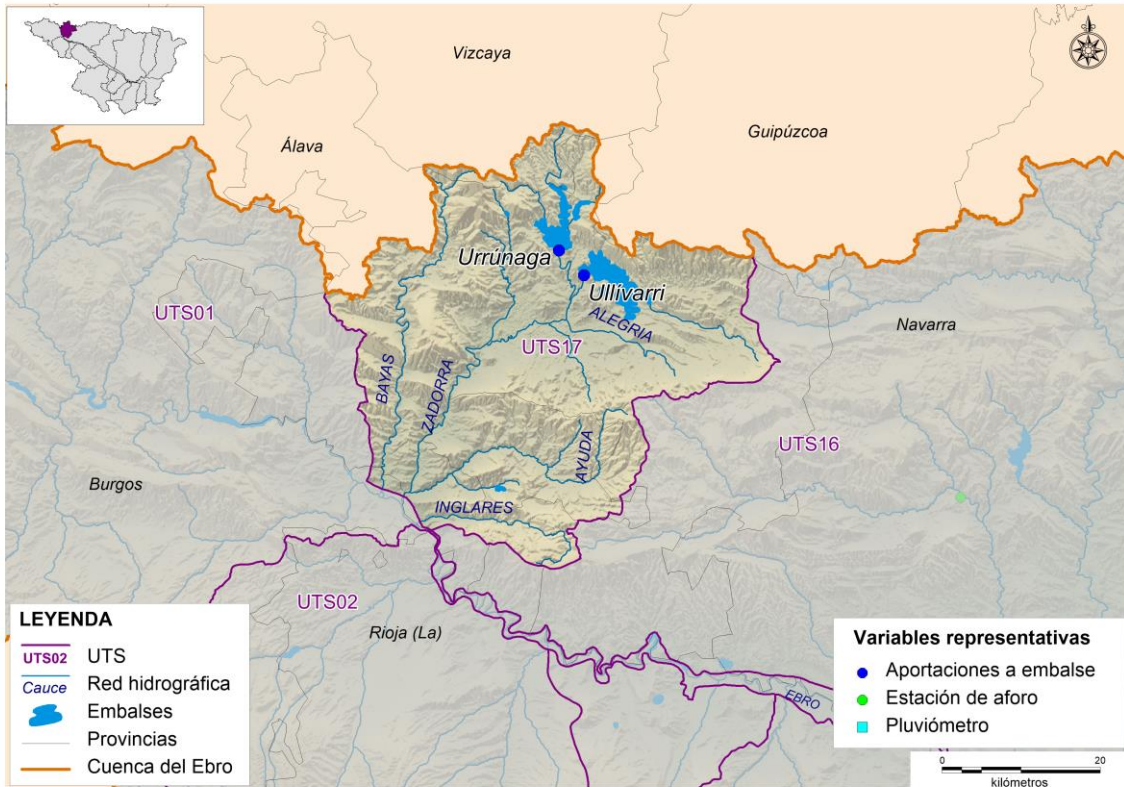 Vizcaya
Guipúzcoa
Álava
Urrúnaga
Ullívarri
UTS01
Navarra
ALEGRIA
UTS17
BAYAS
ZADORRA
UTS16
AYUDA
Burgos
INGLARES
UTS02
Rioja (La)
EBRO
LEYENDA
UTS02 UTS
Cauce Red hidrográfica
Embalses
Provincias
Cuenca del Ebro
Variables representativas
Aportaciones a embalse
Estación de aforo
Pluviómetro
0 20
kilómetros